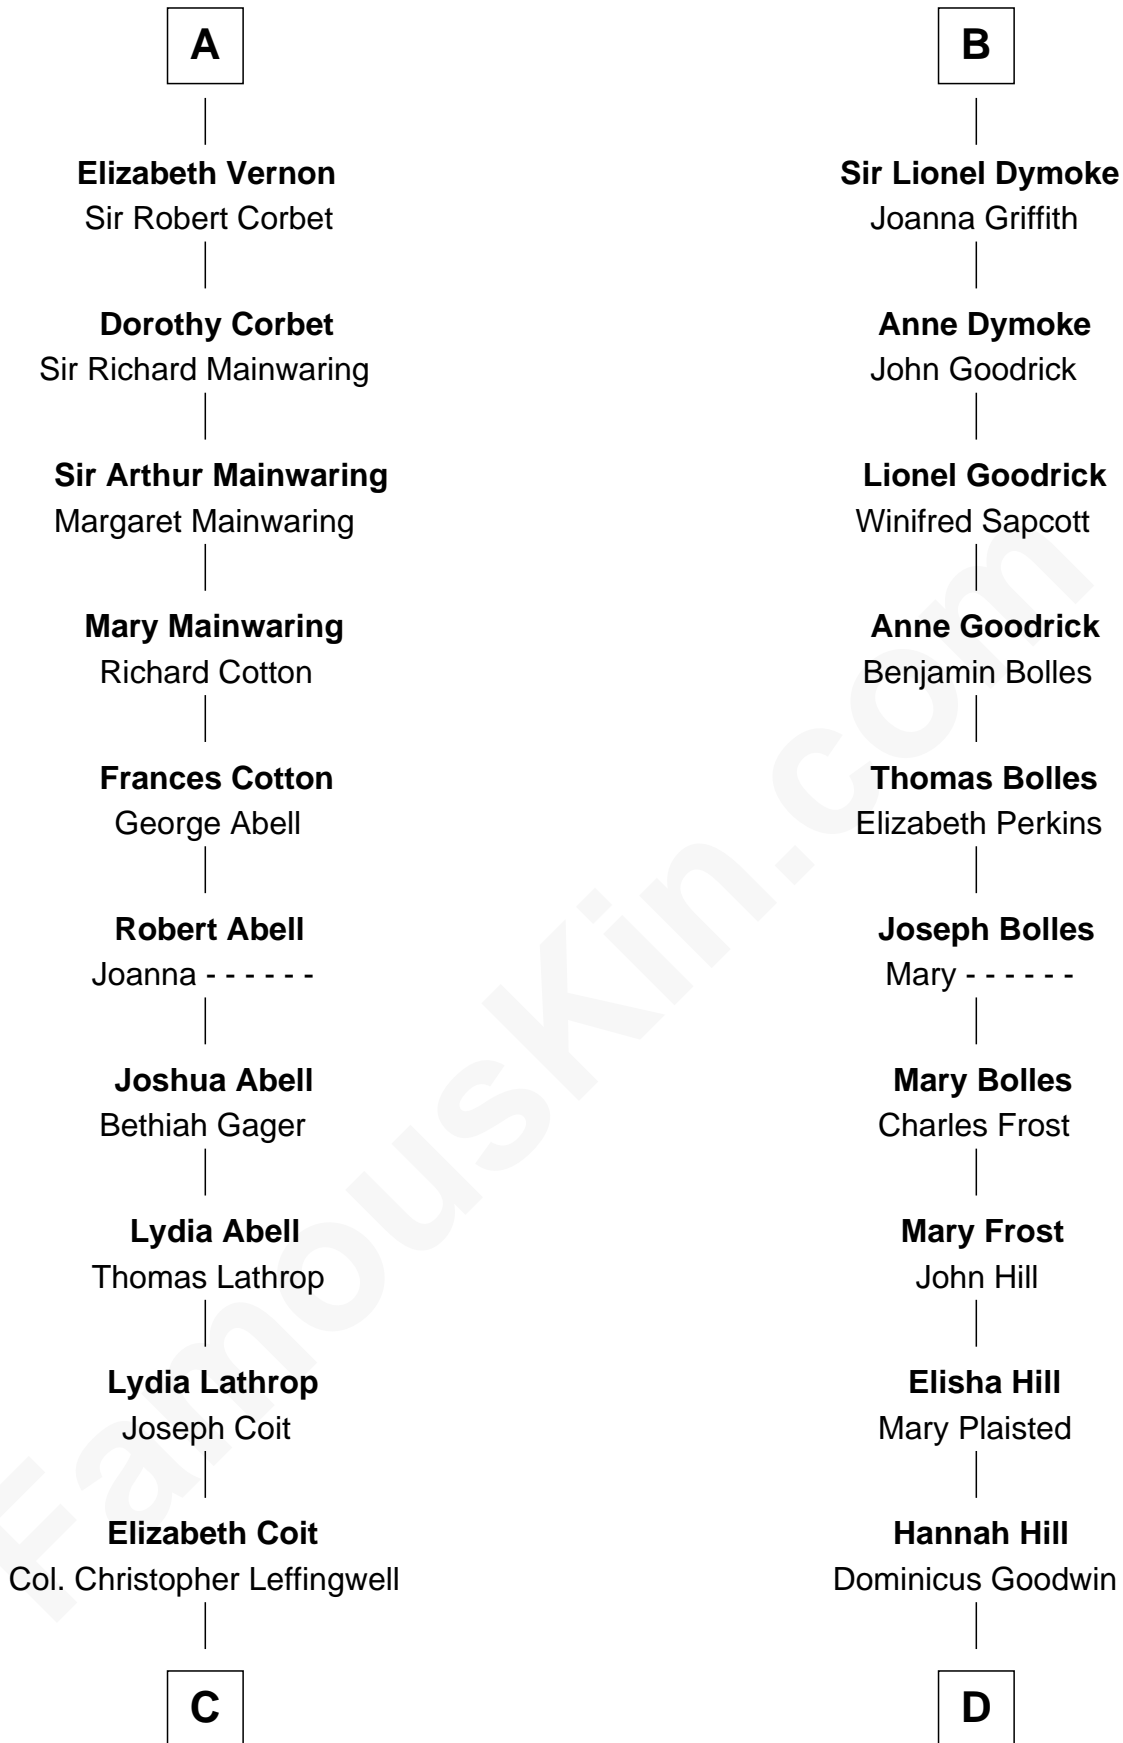 A
Elizabeth Vernon
Sir Robert Corbet
Dorothy Corbet
Sir Richard Mainwaring
Sir Arthur Mainwaring
Margaret Mainwaring
Mary Mainwaring
Richard Cotton
Frances Cotton
George Abell
Robert Abell
Joanna - - - - - -
Joshua Abell
Bethiah Gager
Lydia Abell
Thomas Lathrop
Lydia Lathrop
Joseph Coit
Elizabeth Coit
Col. Christopher Leffingwell
C
B
Sir Lionel Dymoke
Joanna Griffith
Anne Dymoke
John Goodrick
Lionel Goodrick
Winifred Sapcott
Anne Goodrick
Benjamin Bolles
Thomas Bolles
Elizabeth Perkins
Joseph Bolles
Mary - - - - - -
Mary Bolles
Charles Frost
Mary Frost
John Hill
Elisha Hill
Mary Plaisted
Hannah Hill
Dominicus Goodwin
D
FamousKin.com